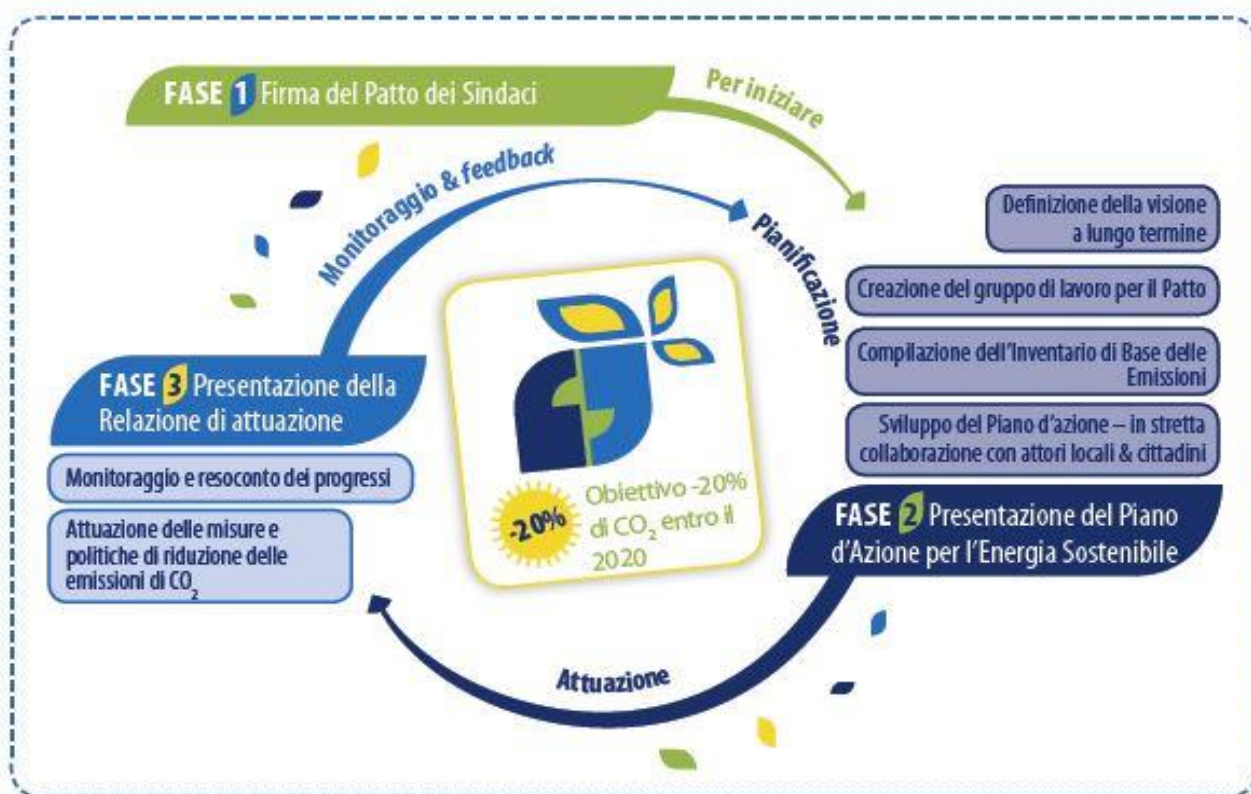 FASE 1 Firma del Patto dei Sindaci
Per iniziare
Monitoraggio & feedback
Pianificazione
Definizione della visione
a lungo termine
Creazione del gruppo di lavoro per il Patto
Compilazione dell'Inventario di Base delle
Emissioni
Sviluppo del Piano d'azione – in stretta
collaborazione con attori locali & cittadini
FASE 2 Presentazione del Piano
d'Azione per l'Energia Sostenibile
FASE 3 Presentazione della
Relazione di attuazione
Monitoraggio e resoconto dei progressi
Attuazione delle misure e
politiche di riduzione delle
emissioni di CO₂
-20%
Obiettivo -20%
di CO₂ entro il
2020
Attuazione